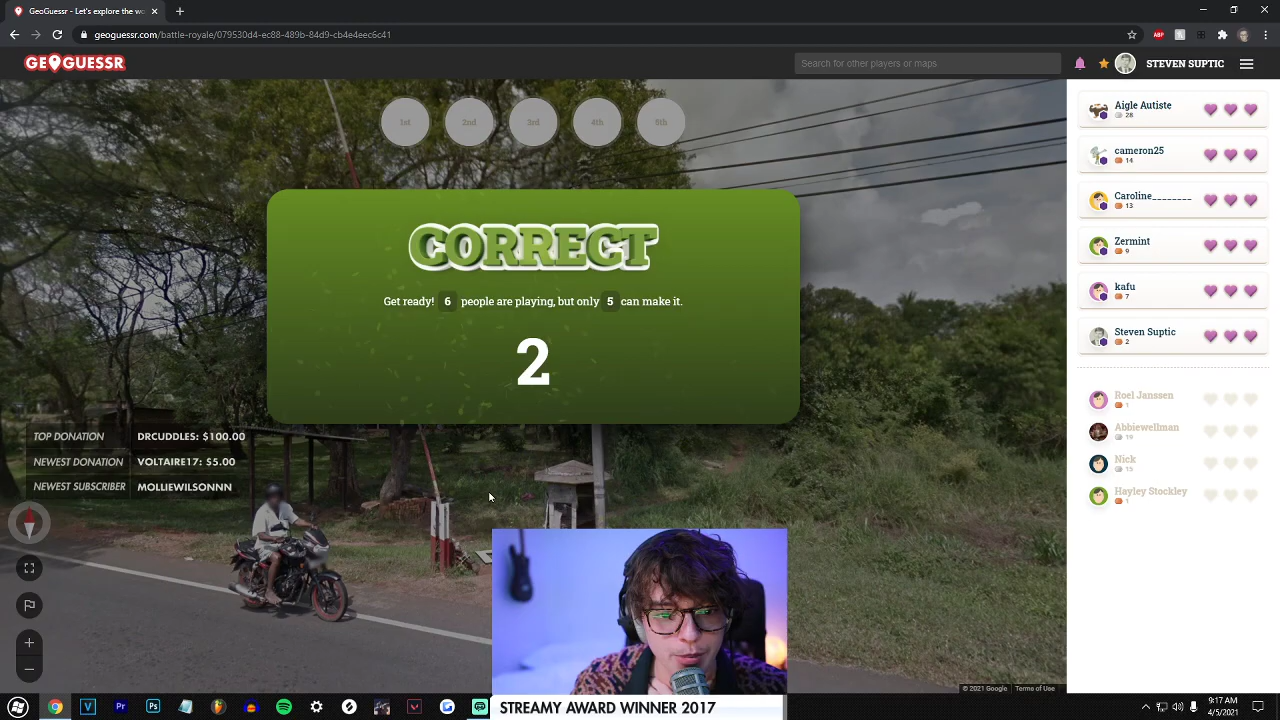 GeoGuessr - Let's explore the wo
geoguessr.com/battle-royale/079530d4-ec88-489b-84d9-cb4e4eec6c41
ABP
GEOGUESSR
Search for other players or maps
STEVEN SUPTIC
1st
2nd
3rd
4th
5th
CORRECT
Get ready! 6 people are playing, but only 5 can make it.
2
Aigle Autiste
28
cameron25
14
Caroline________
13
Zermint
9
kafu
7
Steven Suptic
2
Roel Janssen
1
Abbiewellman
Nick
Hayley Stockley
1
TOP DONATION DRCUDDLES: $100.00
NEWEST DONATION VOLTAIRE17: $5.00
NEWEST SUBSCRIBER MOLLIEWILSONNN
© 2021 Google Terms of Use
STREAMY AWARD WINNER 2017
9:17 AM
4/5/2021